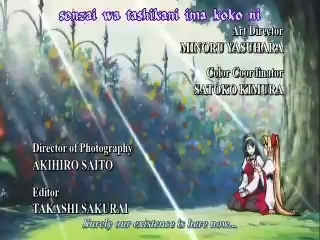 sonzai wa tashikani ima koko ni
Art Director
MINORU YASUHARA
Color Coordinator
SATOKO KIMURA
Director of Photography
AKIHIRO SAITO
Editor
TAKASHI SAKURAI
Surely our existence is here now...